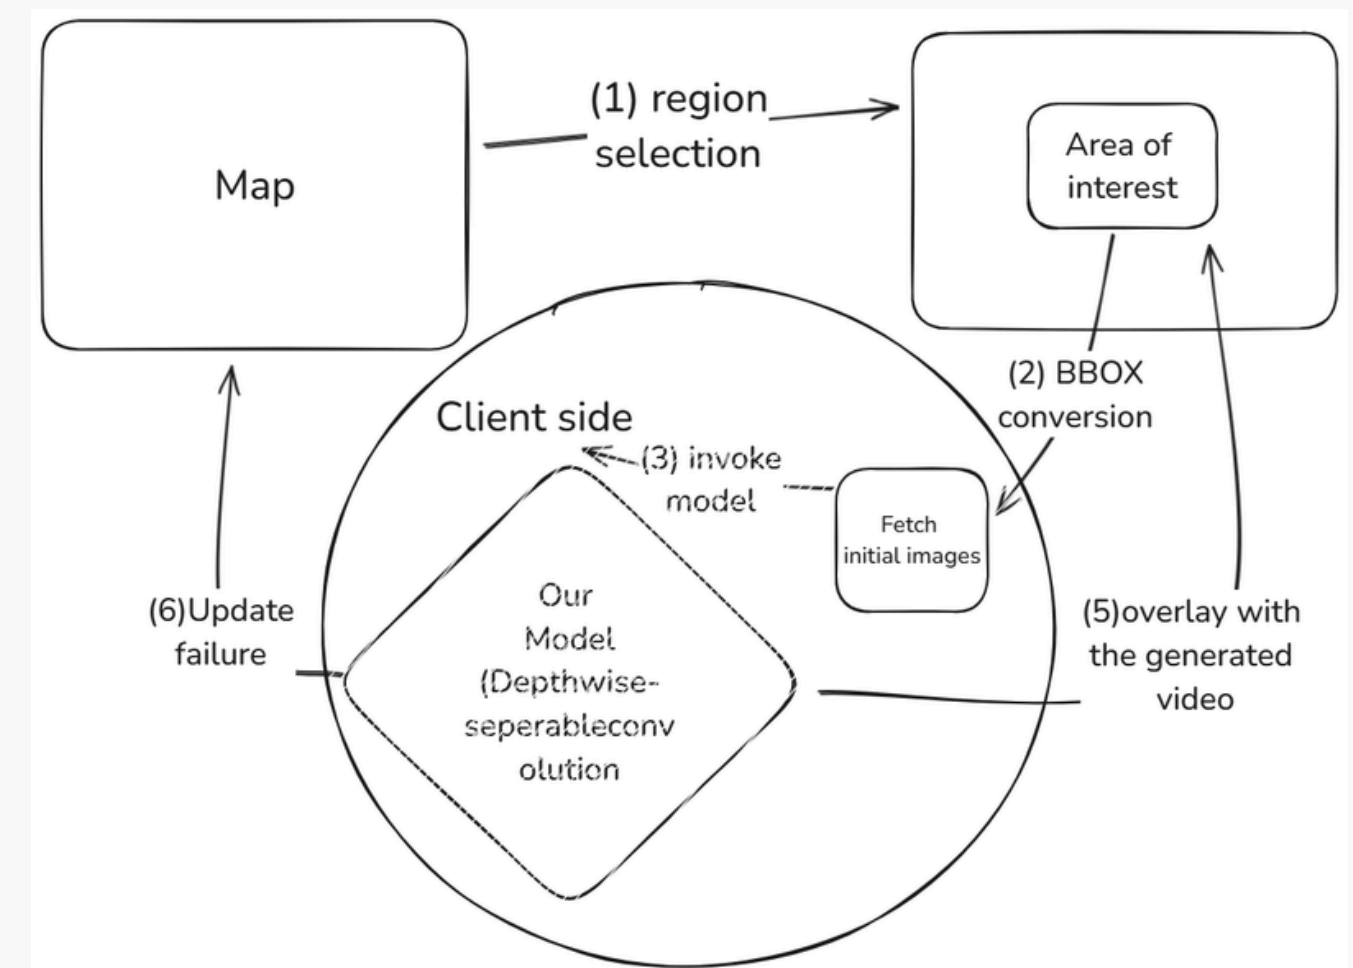 Map
(1) region
selection
Area of
interest
(2) BBOX
conversion
Client side
(3) invoke
model
Fetch
initial images
Our
Model
(Depthwise-
seperableconv
olution
(5)overlay with
the generated
video
(6)Update
failure